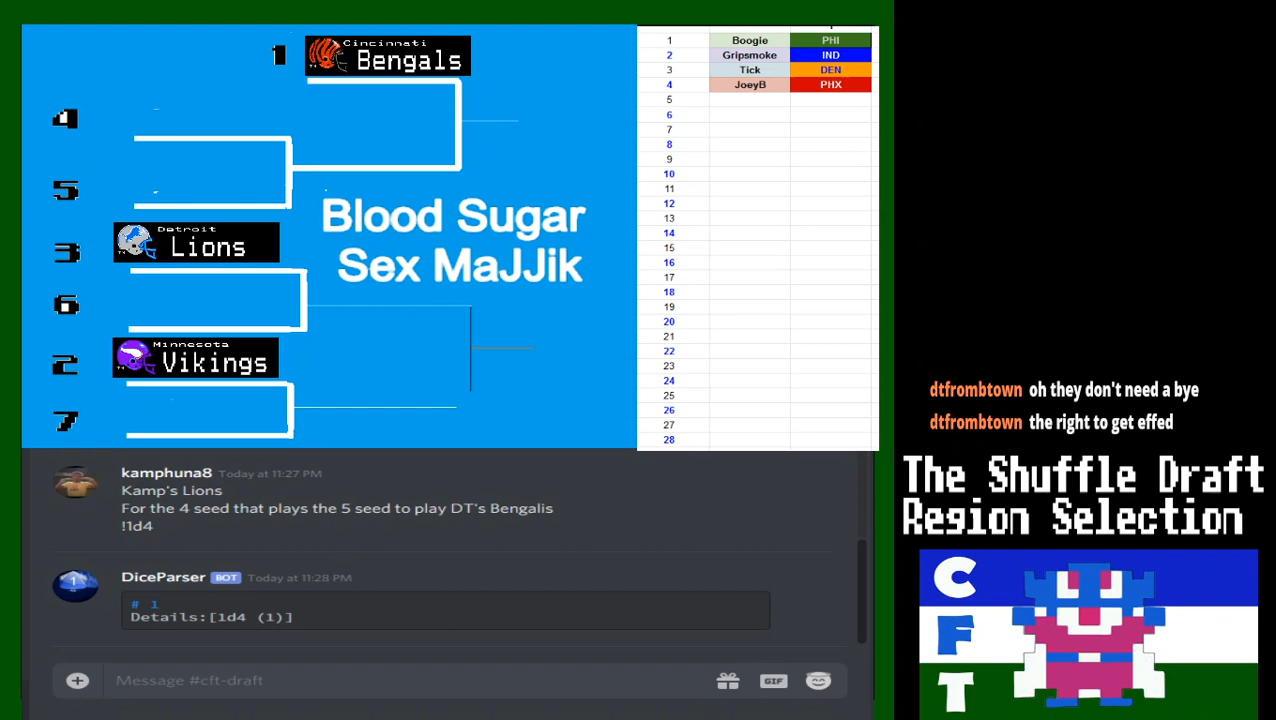 1
Cincinnati
Bengals
4
5
Detroit
Lions
3
6
Minnesota
Vikings
2
7
Blood Sugar
Sex MaJJik
1 Boogie PHI
2 Gripsmoke IND
3 Tick DEN
4 JoeyB PHX
5
6
7
8
9
10
11
12
13
14
15
16
17
18
19
20
21
22
23
24
25
26
27
28
kamphuna8 Today at 11:27 PM
Kamp's Lions
For the 4 seed that plays the 5 seed to play DT's Bengalis
!1d4
DiceParser BOT Today at 11:28 PM
# 1
Details:[1d4 (1)]
Message #cft-draft
GIF
dtfrombtown oh they don't need a bye
dtfrombtown the right to get effed
The Shuffle Draft
Region Selection
C
F
T